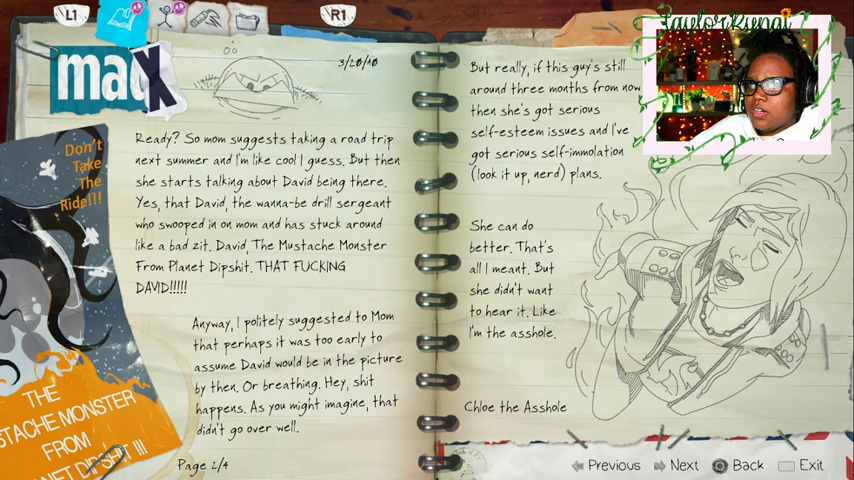 L1
R1
max
3/20/10
Ready? So mom suggests taking a road trip
next summer and I'm like cool I guess. But then
she starts talking about David being there.
Yes, that David, the wanna-be drill sergeant
who swooped in on mom and has stuck around
like a bad zit. David, The Mustache Monster
From Planet Dipshit. THAT FUCKING
DAVID!!!!!
Anyway, I politely suggested to Mom
that perhaps it was too early to
assume David would be in the picture
by then. Or breathing. Hey, shit
happens. As you might imagine, that
didn't go over well.
Page 2/4
Don't
Take
The
Ride!!!
THE
STACHE MONSTER
FROM
NET DIPSHIT !!!
But really, if this guy's still
around three months from now
then she's got serious
self-esteem issues and I've
got serious self-immolation
(look it up, nerd) plans.
She can do
better. That's
all I meant. But
she didn't want
to hear it. Like
I'm the asshole.
Chloe the Asshole
Previous Next Back Exit